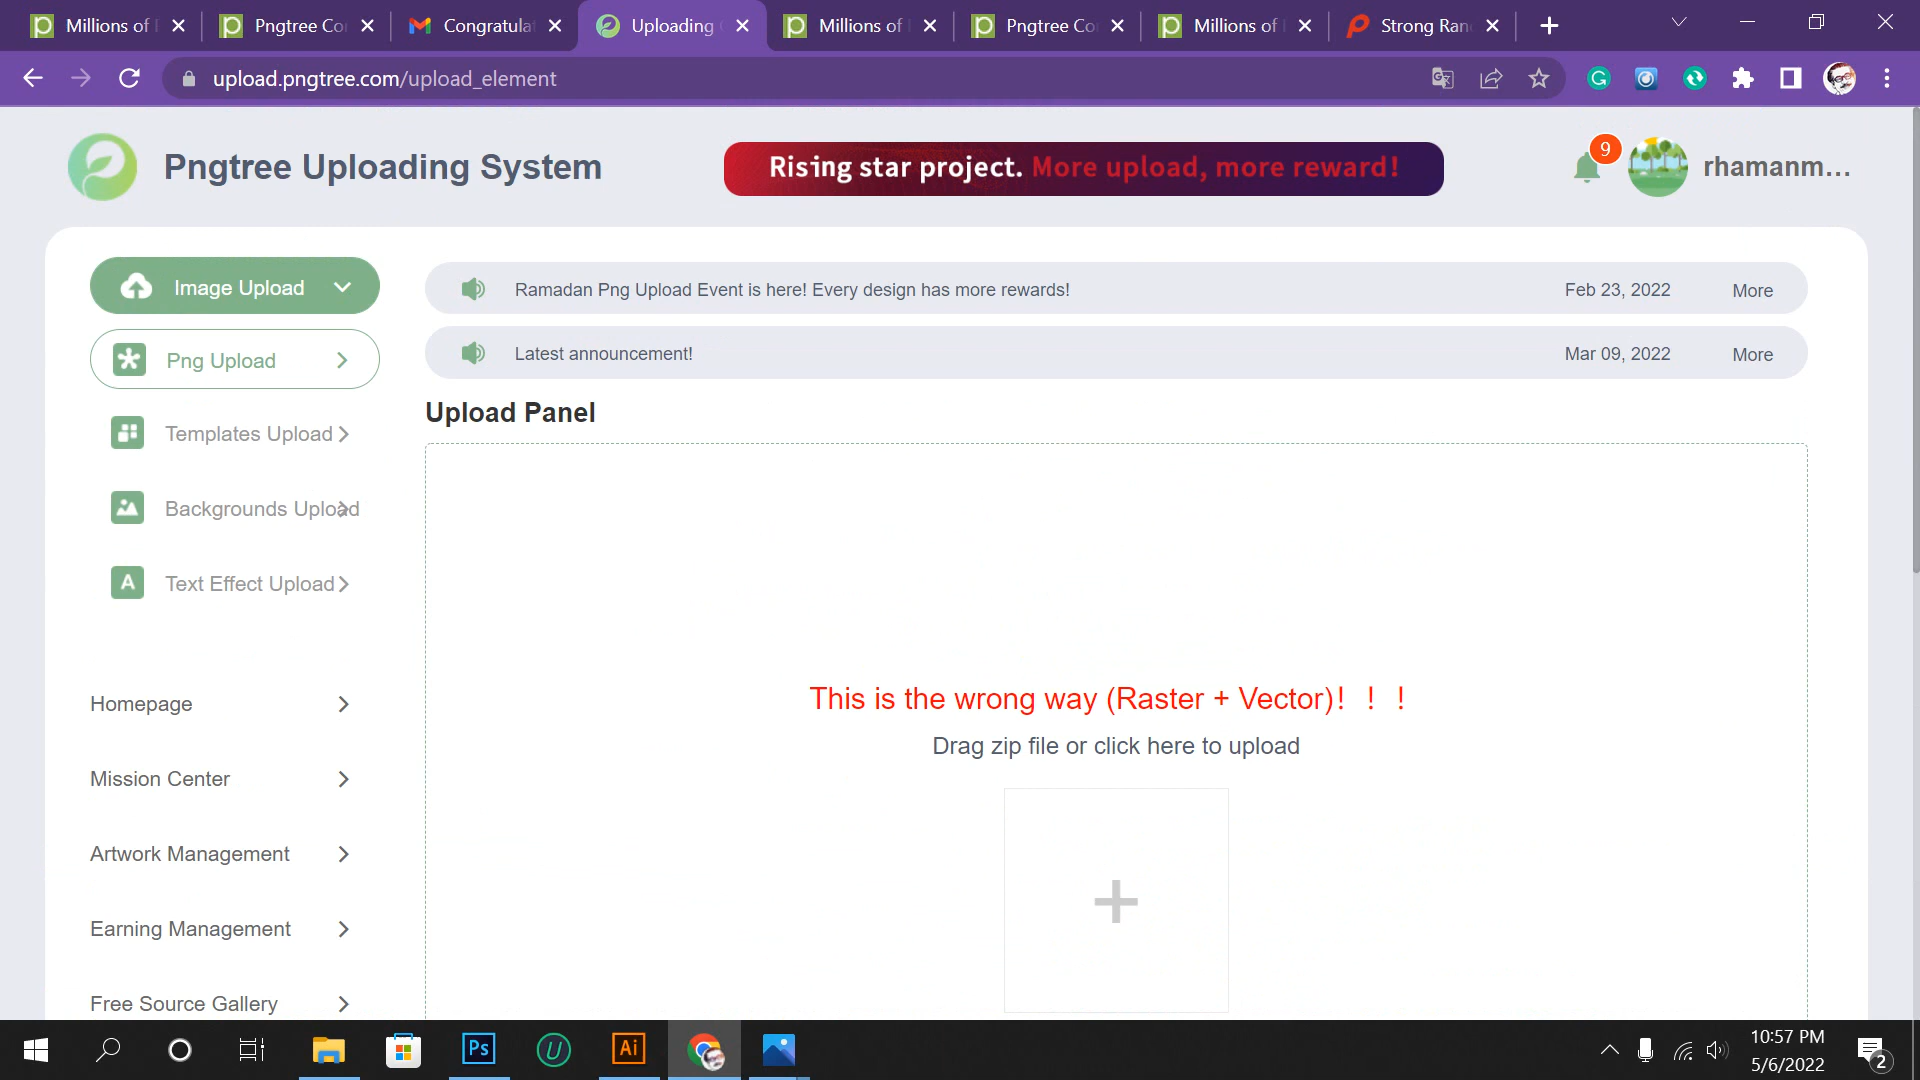 Millions of
Pngtree Co
Congratula
Uploading
Millions of
Pngtree Co
Millions of
Strong Ran
upload.pngtree.com/upload_element
Pngtree Uploading System
Rising star project. More upload, more reward!
9
rhamanm...
Image Upload
Png Upload
Templates Upload
Backgrounds Upload
A Text Effect Upload
Homepage
Mission Center
Artwork Management
Earning Management
Free Source Gallery
Ramadan Png Upload Event is here! Every design has more rewards! Feb 23, 2022 More
Latest announcement! Mar 09, 2022 More
Upload Panel
This is the wrong way (Raster + Vector)！！！
Drag zip file or click here to upload
Ps
U
Ai
10:57 PM
5/6/2022
2